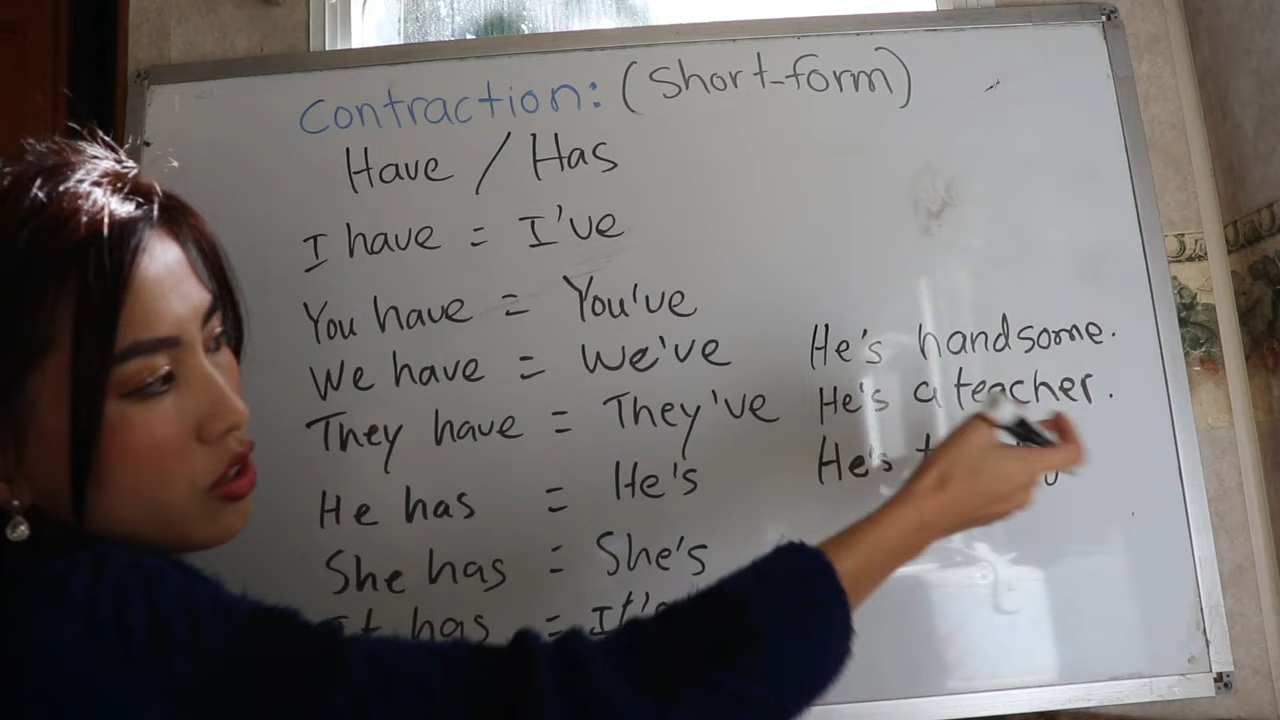 Contraction: (Short-form)
Have / Has
I have = I've
You have = You've
We have = We've
They have = They've
He has = He's
She has = She's
It has = It's
He's handsome.
He's a teacher.
He's